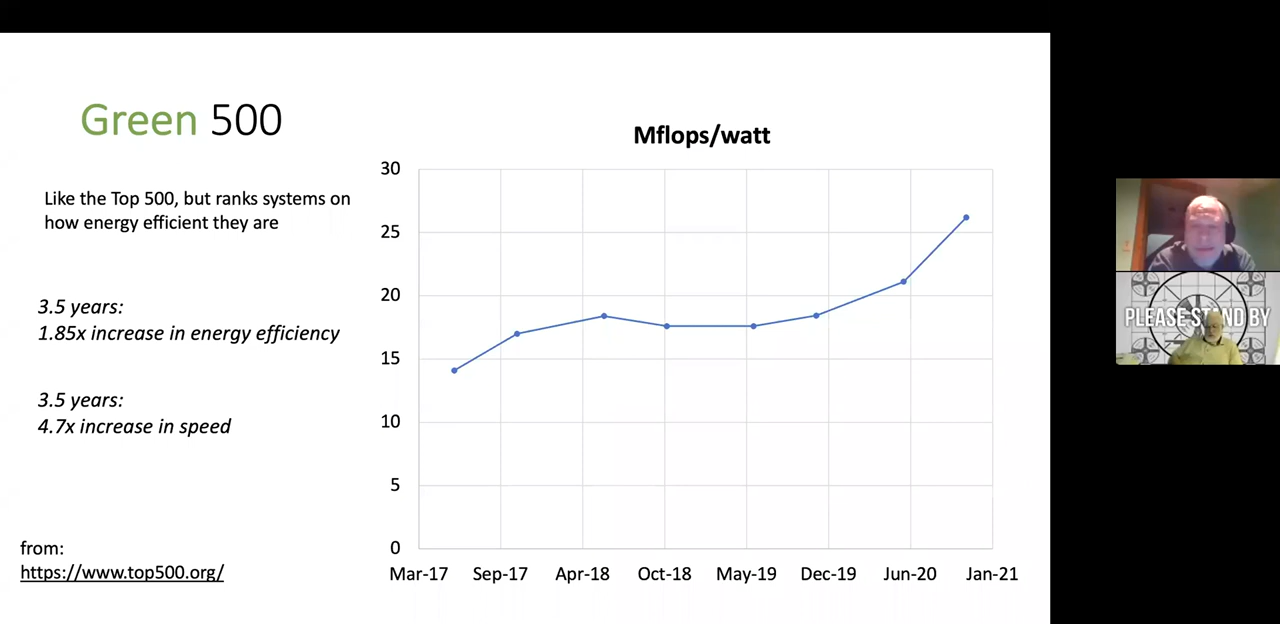 Green 500
Like the Top 500, but ranks systems on
how energy efficient they are
3.5 years:
1.85x increase in energy efficiency
3.5 years:
4.7x increase in speed
from:
https://www.top500.org/
Mflops/watt
30
25
20
15
10
5
0
Mar-17 Sep-17 Apr-18 Oct-18 May-19 Dec-19 Jun-20 Jan-21
PLEASE STAND BY